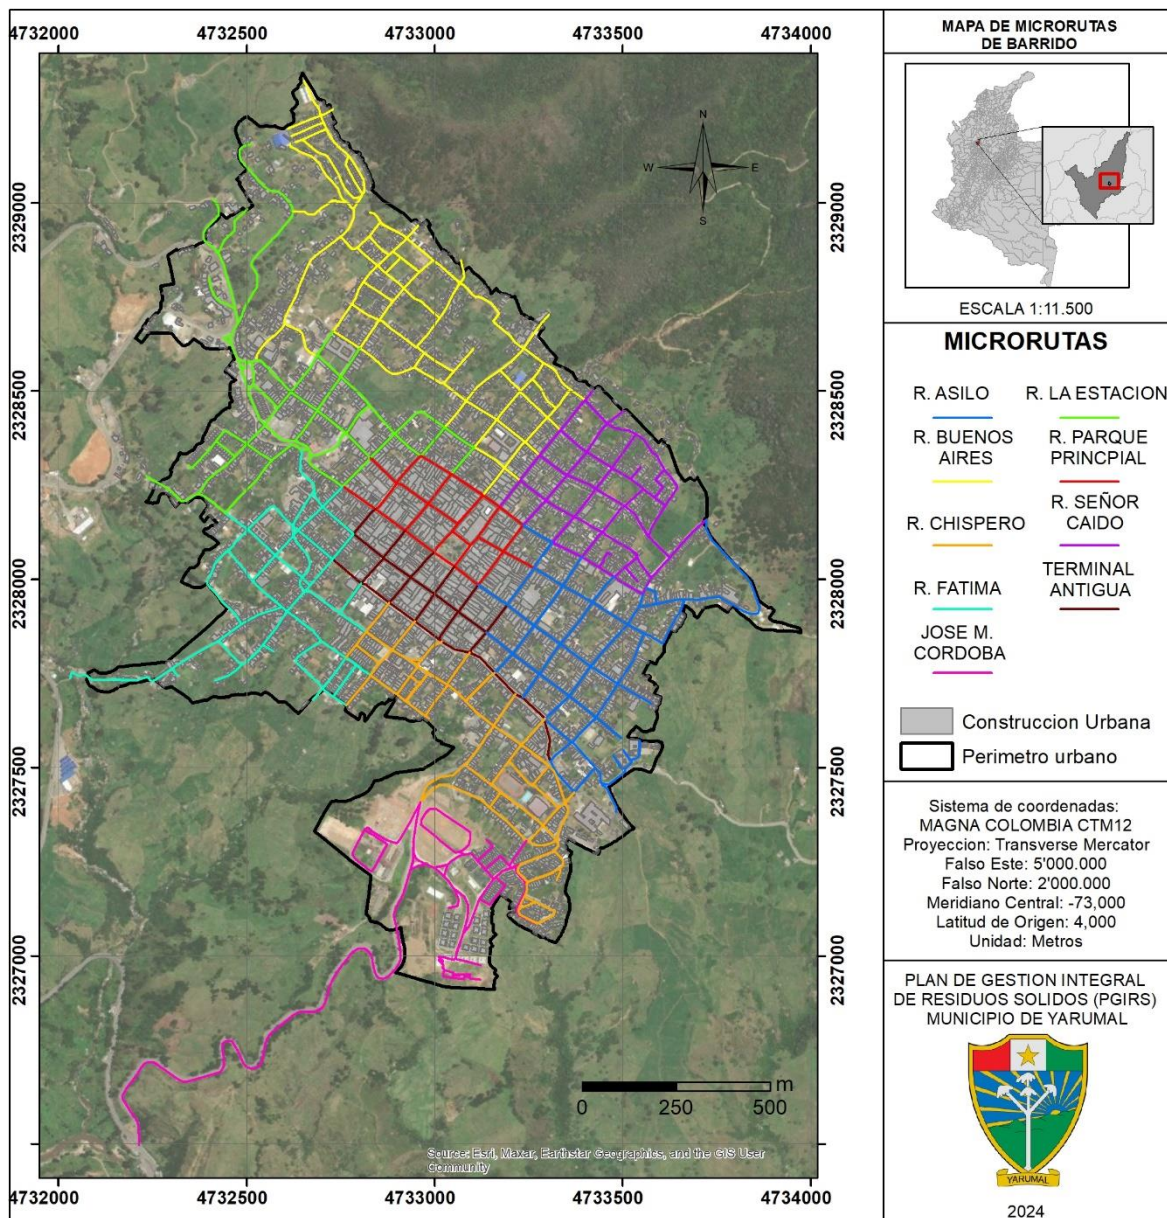 4732000 4732500 4733000 4733500 4734000
2329000 2329000
2328500 2328500
2328000 2328000
2327500 2327500
2327000 2327000
N
W E
S
m
0 250 500
Source: Esri, Maxar, Earthstar Geographics, and the GIS User
Community
4732000 4732500 4733000 4733500 4734000
MAPA DE MICRORUTAS
DE BARRIDO
ESCALA 1:11.500
MICRORUTAS
R. ASILO
R. LA ESTACION
R. BUENOS
AIRES
R. PARQUE
PRINCPIAL
R. CHISPERO
R. SEÑOR
CAIDO
R. FATIMA
TERMINAL
ANTIGUA
JOSE M.
CORDOBA
Construccion Urbana
Perimetro urbano
Sistema de coordenadas:
MAGNA COLOMBIA CTM12
Proyeccion: Transverse Mercator
Falso Este: 5'000.000
Falso Norte: 2'000.000
Meridiano Central: -73,000
Latitud de Origen: 4,000
Unidad: Metros
PLAN DE GESTION INTEGRAL
DE RESIDUOS SOLIDOS (PGIRS)
MUNICIPIO DE YARUMAL
YARUMAL
2024